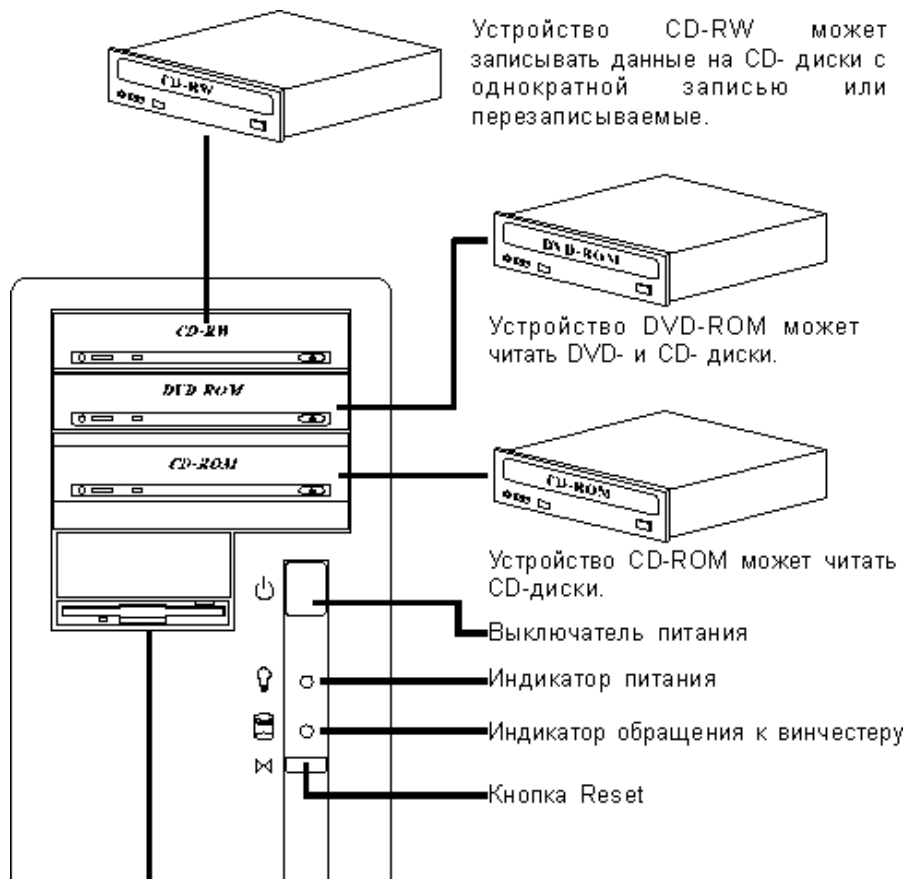 CD-RW
Устройство CD-RW может
записывать данные на CD- диски с
однократной записью или
перезаписываемые.
DVD-ROM
Устройство DVD-ROM может
читать DVD- и CD- диски.
CD-RW
DVD ROM
CD-ROM
CD-ROM
Устройство CD-ROM может читать
CD-диски.
Выключатель питания
Индикатор питания
Индикатор обращения к винчестеру
Кнопка Reset